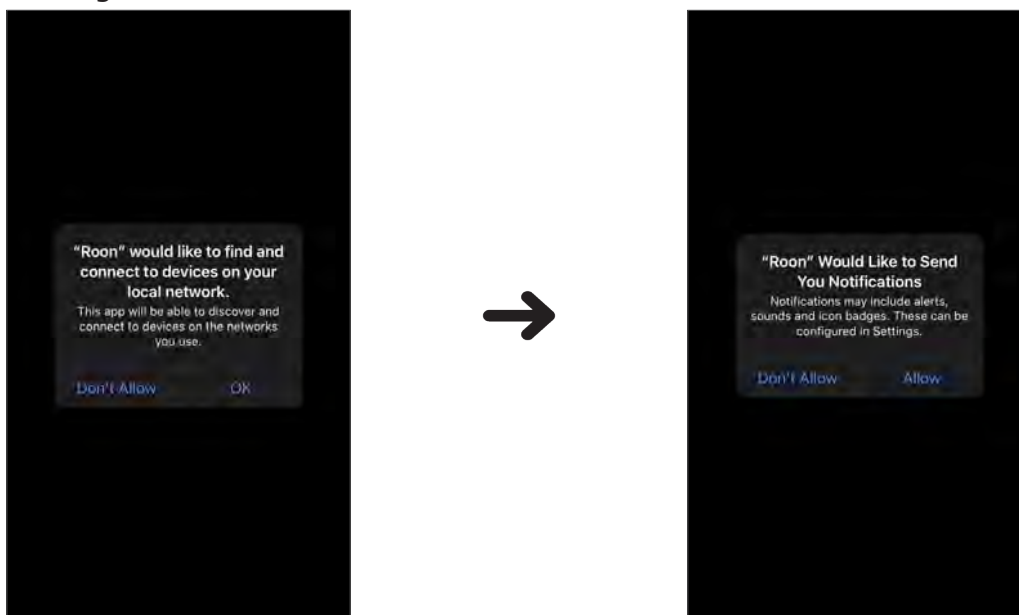 "Roon" would like to find and
connect to devices on your
local network.
This app will be able to discover and
connect to devices on the networks
you use.
Don't Allow OK
"Roon" Would Like to Send
You Notifications
Notifications may include alerts,
sounds and icon badges. These can be
configured in Settings.
Don't Allow Allow